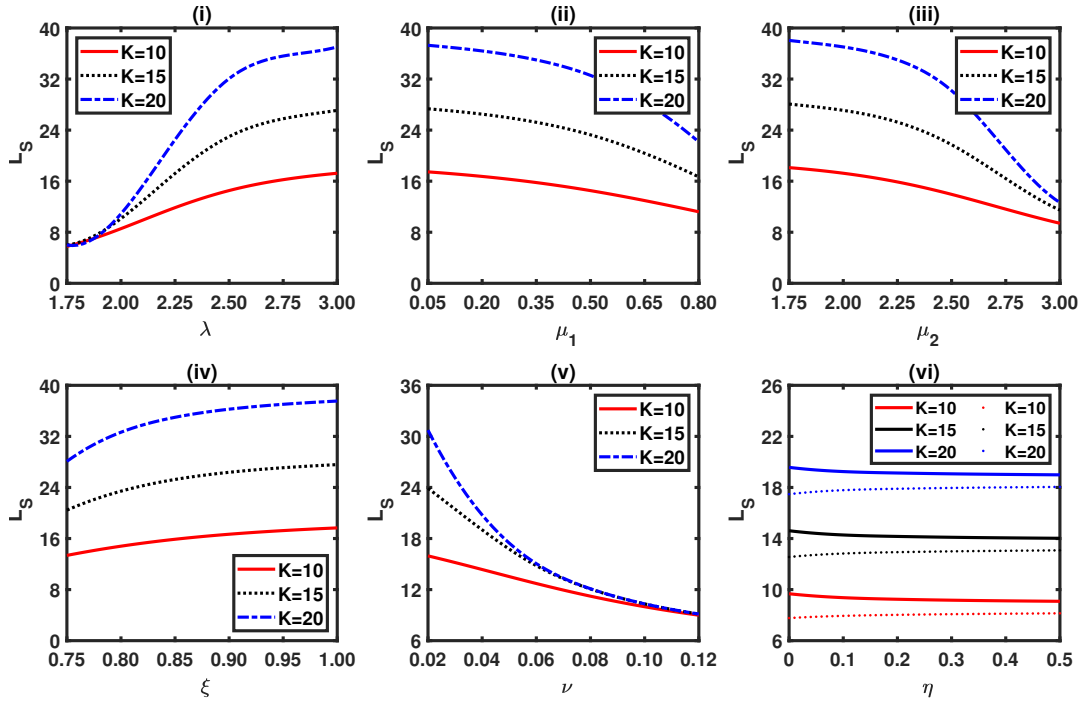 (i)
L_S
40
32
24
16
8
0
K=10
K=15
K=20
1.75 2.00 2.25 2.50 2.75 3.00
λ
(ii)
L_S
40
32
24
16
8
0
K=10
K=15
K=20
0.05 0.20 0.35 0.50 0.65 0.80
μ_1
(iii)
L_S
40
32
24
16
8
0
K=10
K=15
K=20
1.75 2.00 2.25 2.50 2.75 3.00
μ_2
(iv)
L_S
40
32
24
16
8
0
K=10
K=15
K=20
0.75 0.80 0.85 0.90 0.95 1.00
ξ
(v)
L_S
36
30
24
18
12
6
K=10
K=15
K=20
0.02 0.04 0.06 0.08 0.10 0.12
ν
(vi)
L_S
26
22
18
14
10
6
K=10 K=10
K=15 K=15
K=20 K=20
0 0.1 0.2 0.3 0.4 0.5
η